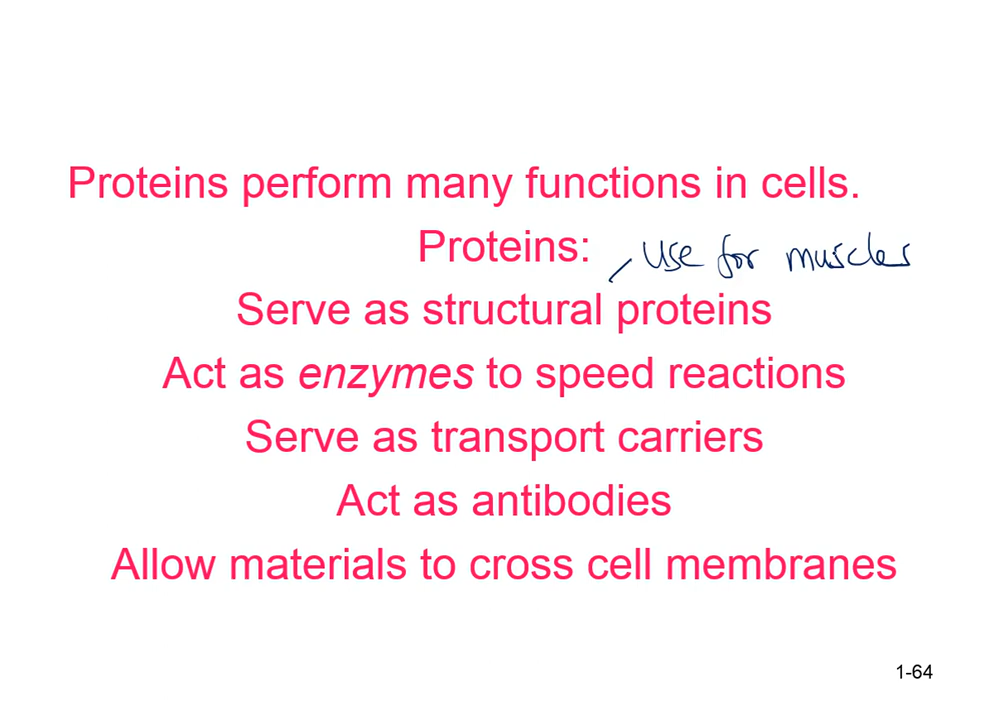 Proteins perform many functions in cells.
Proteins:
use for muscles
Serve as structural proteins
Act as enzymes to speed reactions
Serve as transport carriers
Act as antibodies
Allow materials to cross cell membranes
1-64